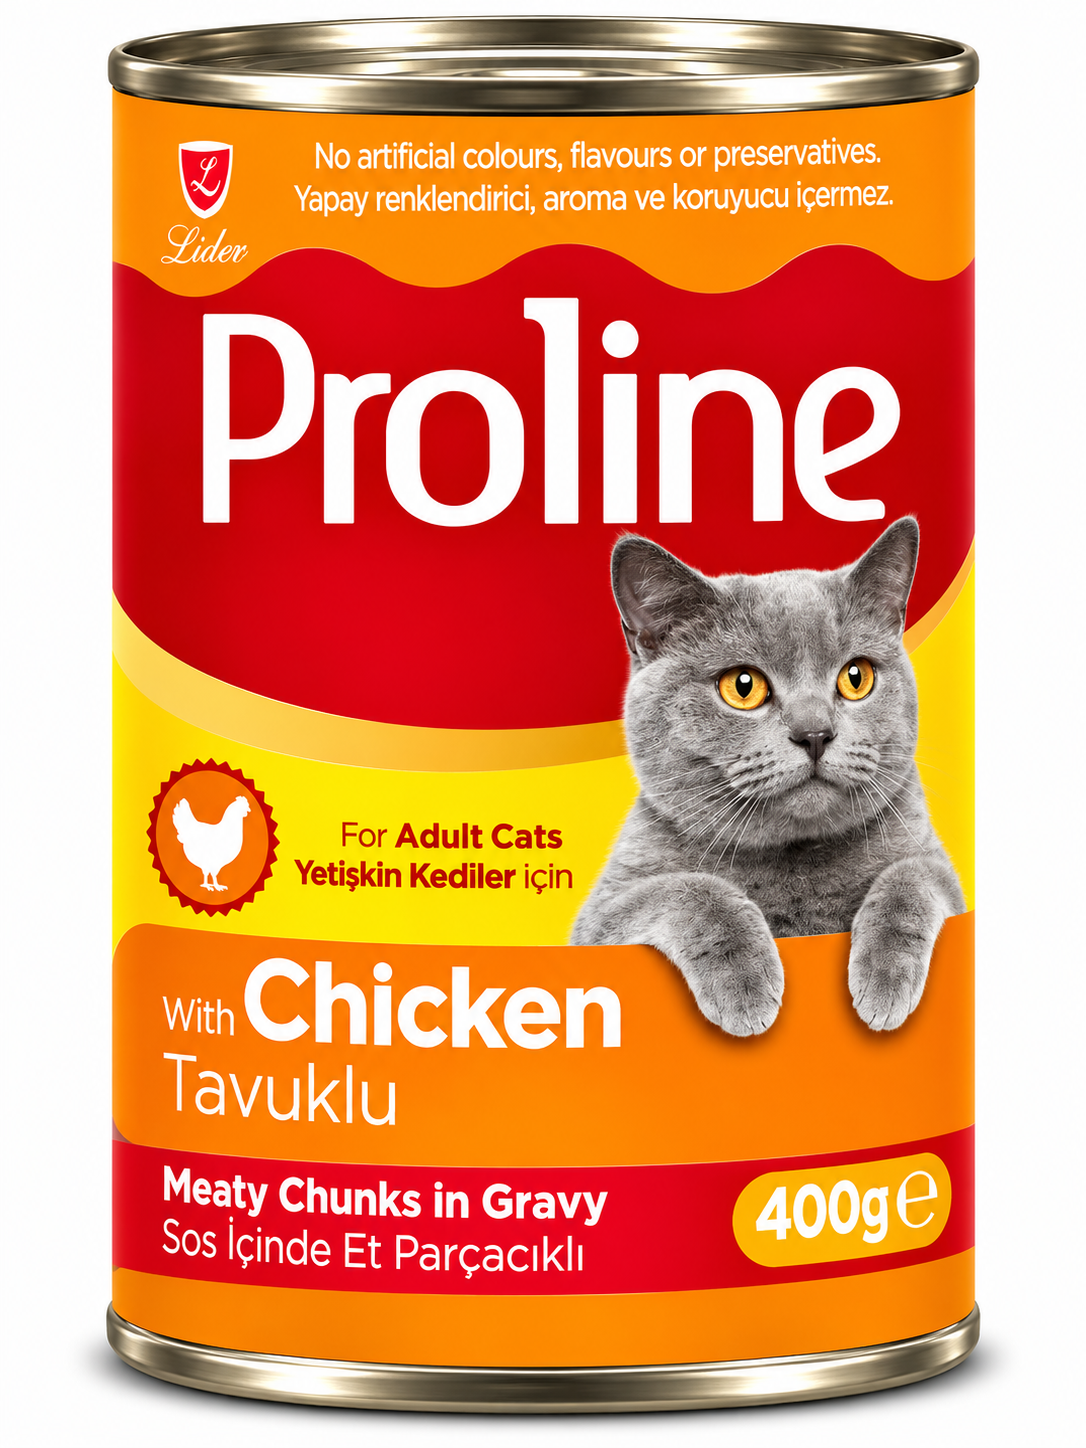 No artificial colours, flavours or preservatives.
Yapay renklendirici, aroma ve koruyucu içermez.
L
Lider
Proline
For Adult Cats
Yetişkin Kediler için
With Chicken
Tavuklu
Meaty Chunks in Gravy
Sos İçinde Et Parçacıklı
400g℮